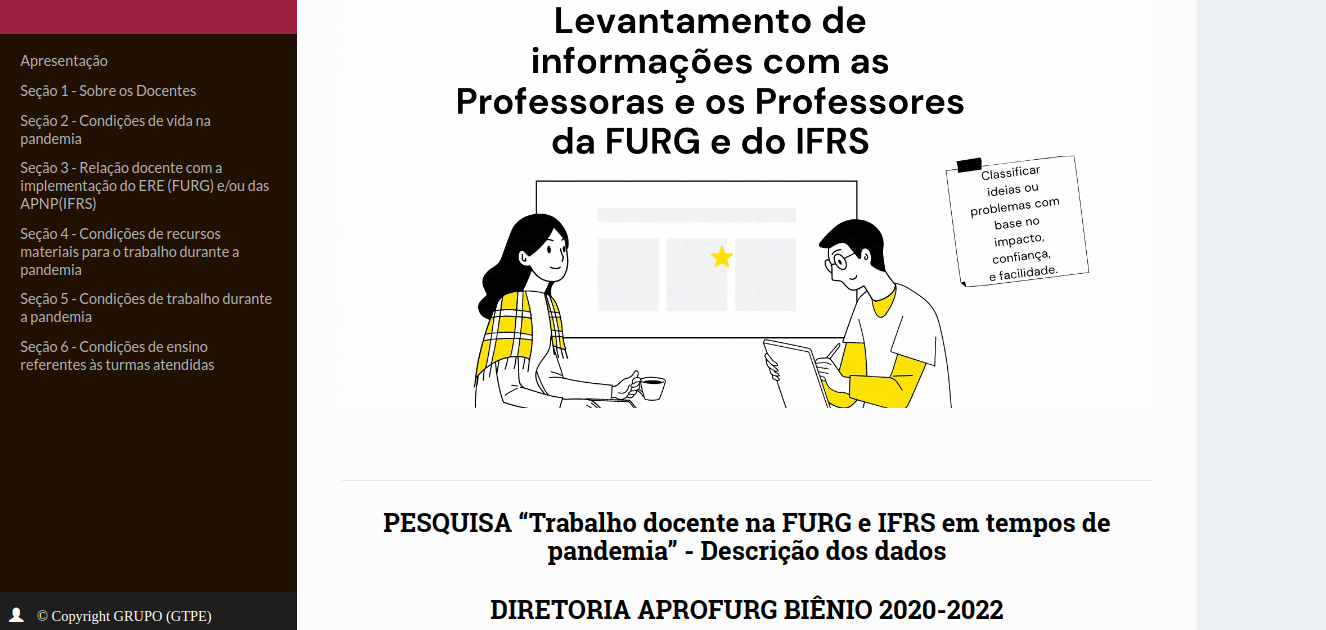 Apresentação
Seção 1 - Sobre os Docentes
Seção 2 - Condições de vida na
pandemia
Seção 3 - Relação docente com a
implementação do ERE (FURG) e/ou das
APNP(IFRS)
Seção 4 - Condições de recursos
materiais para o trabalho durante a
pandemia
Seção 5 - Condições de trabalho durante
a pandemia
Seção 6 - Condições de ensino
referentes às turmas atendidas
© Copyright GRUPO (GTPE)
Levantamento de
informações com as
Professoras e os Professores
da FURG e do IFRS
Classificar
ideias ou
problemas com
base no
impacto,
confiança,
e facilidade.
PESQUISA “Trabalho docente na FURG e IFRS em tempos de
pandemia” - Descrição dos dados
DIRETORIA APROFURG BIÊNIO 2020-2022